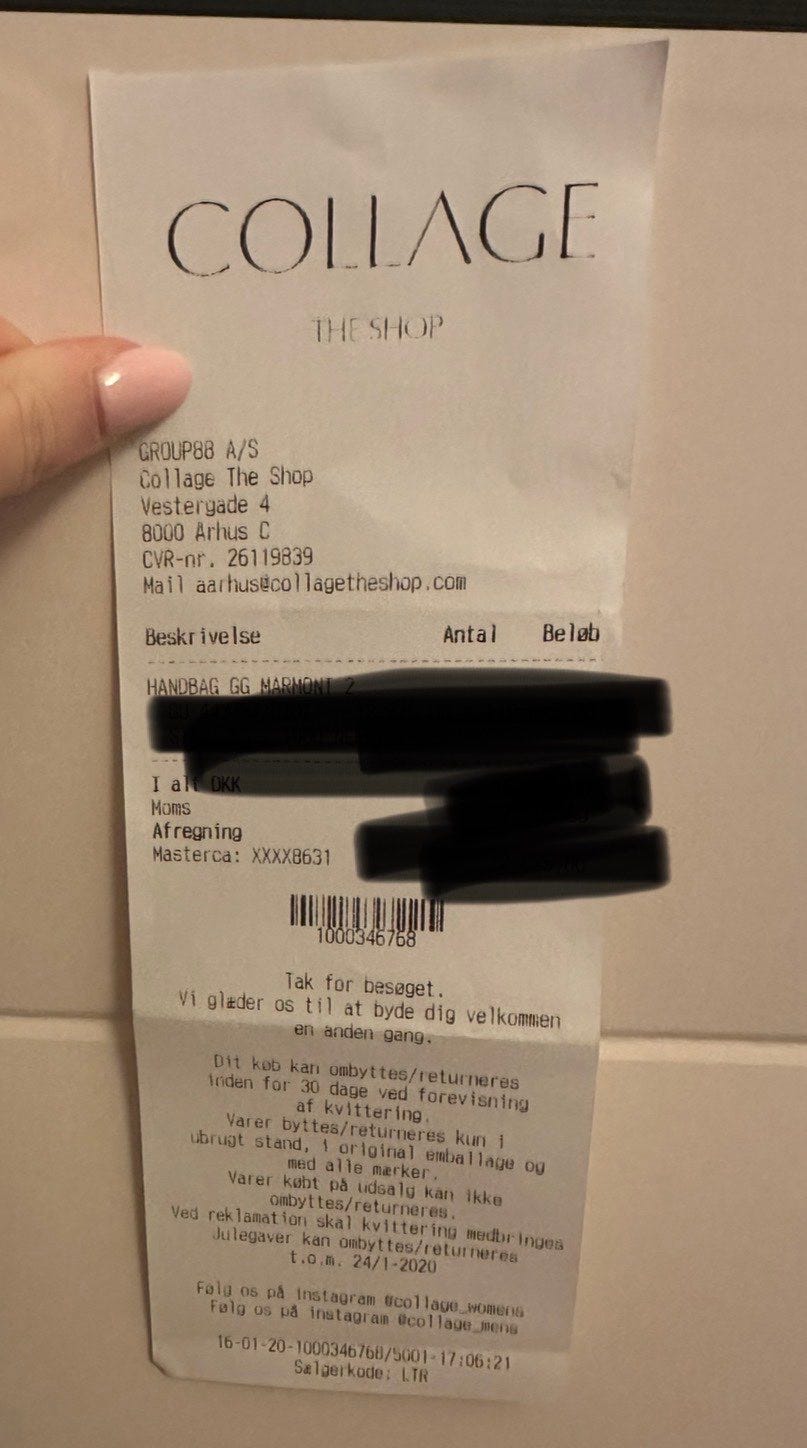 COLLAGE
THE SHOP
GROUP88 A/S
Collage The Shop
Vestergade 4
8000 Arhus C
CVR-nr. 26119839
Mail aarhus@collagetheshop.com
Beskrivelse Antal Beløb
HANDBAG GG MARMONT 2
I alt DKK
Moms
Afregning
Masterca: XXXX8631
1000346768
Tak for besøget.
Vi glæder os til at byde dig velkommen
en anden gang.
Dit køb kan ombyttes/returneres
inden for 30 dage ved forevisning
af kvittering.
Varer byttes/returneres kun i
ubrugt stand, i original emballage og
med alle mærker.
Varer købt på udsalg kan ikke
ombyttes/returneres.
Ved reklamation skal kvittering medbringes
Julegaver kan ombyttes/returneres
t.o.m. 24/1-2020
Følg os på instagram @collage_womens
Følg os på instagram @collage_mens
16-01-20-1000346768/5001-17:06:21
Sælgerkode: LTR